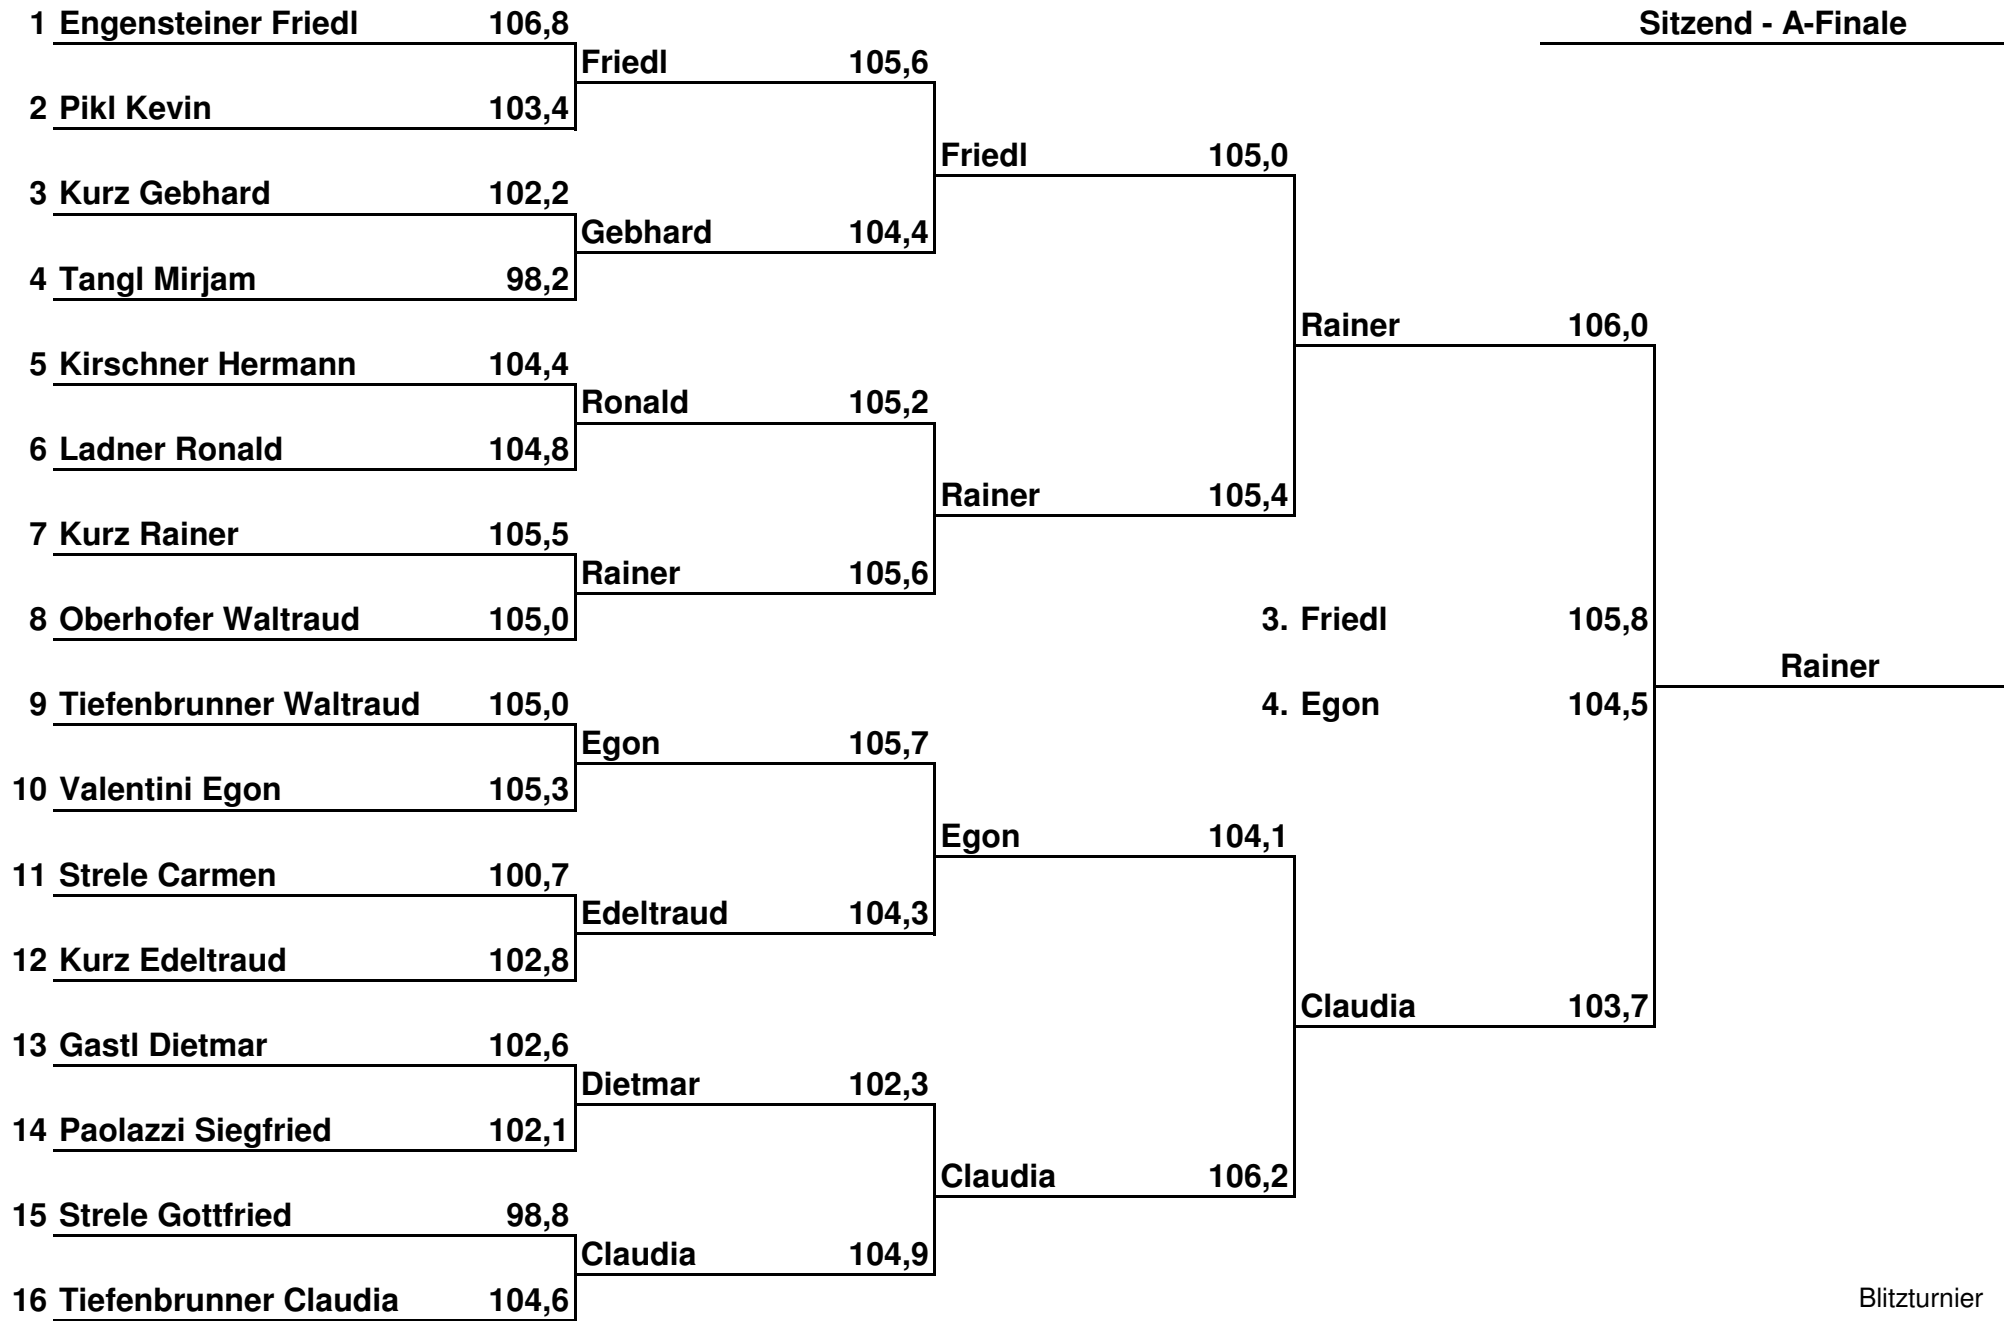 1 Engensteiner Friedl 106,8
Sitzend - A-Finale
Friedl 105,6
2 Pikl Kevin 103,4
Friedl 105,0
3 Kurz Gebhard 102,2
Gebhard 104,4
4 Tangl Mirjam 98,2
Rainer 106,0
5 Kirschner Hermann 104,4
Ronald 105,2
6 Ladner Ronald 104,8
Rainer 105,4
7 Kurz Rainer 105,5
Rainer 105,6
8 Oberhofer Waltraud 105,0
3. Friedl 105,8
Rainer
9 Tiefenbrunner Waltraud 105,0
4. Egon 104,5
Egon 105,7
10 Valentini Egon 105,3
Egon 104,1
11 Strele Carmen 100,7
Edeltraud 104,3
12 Kurz Edeltraud 102,8
Claudia 103,7
13 Gastl Dietmar 102,6
Dietmar 102,3
14 Paolazzi Siegfried 102,1
Claudia 106,2
15 Strele Gottfried 98,8
Claudia 104,9
16 Tiefenbrunner Claudia 104,6
Blitzturnier